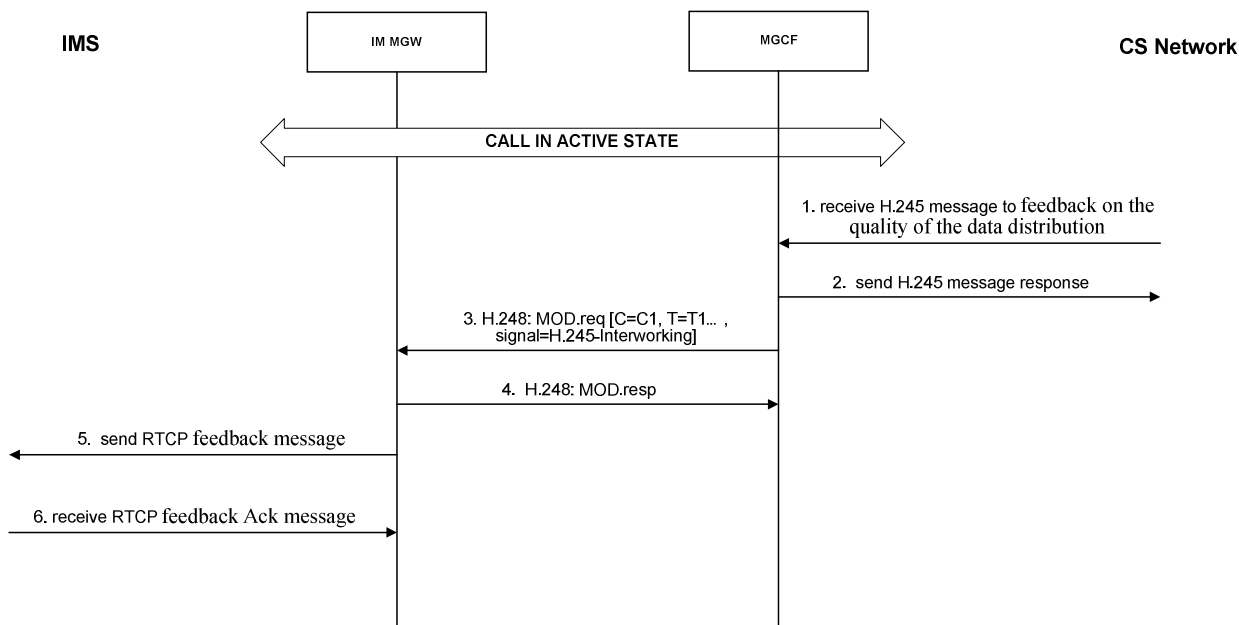 IMS
IM MGW
MGCF
CS Network
CALL IN ACTIVE STATE
1. receive H.245 message to feedback on the
quality of the data distribution
2. send H.245 message response
3. H.248: MOD.req [C=C1, T=T1... ,
signal=H.245-Interworking]
4. H.248: MOD.resp
5. send RTCP feedback message
6. receive RTCP feedback Ack message